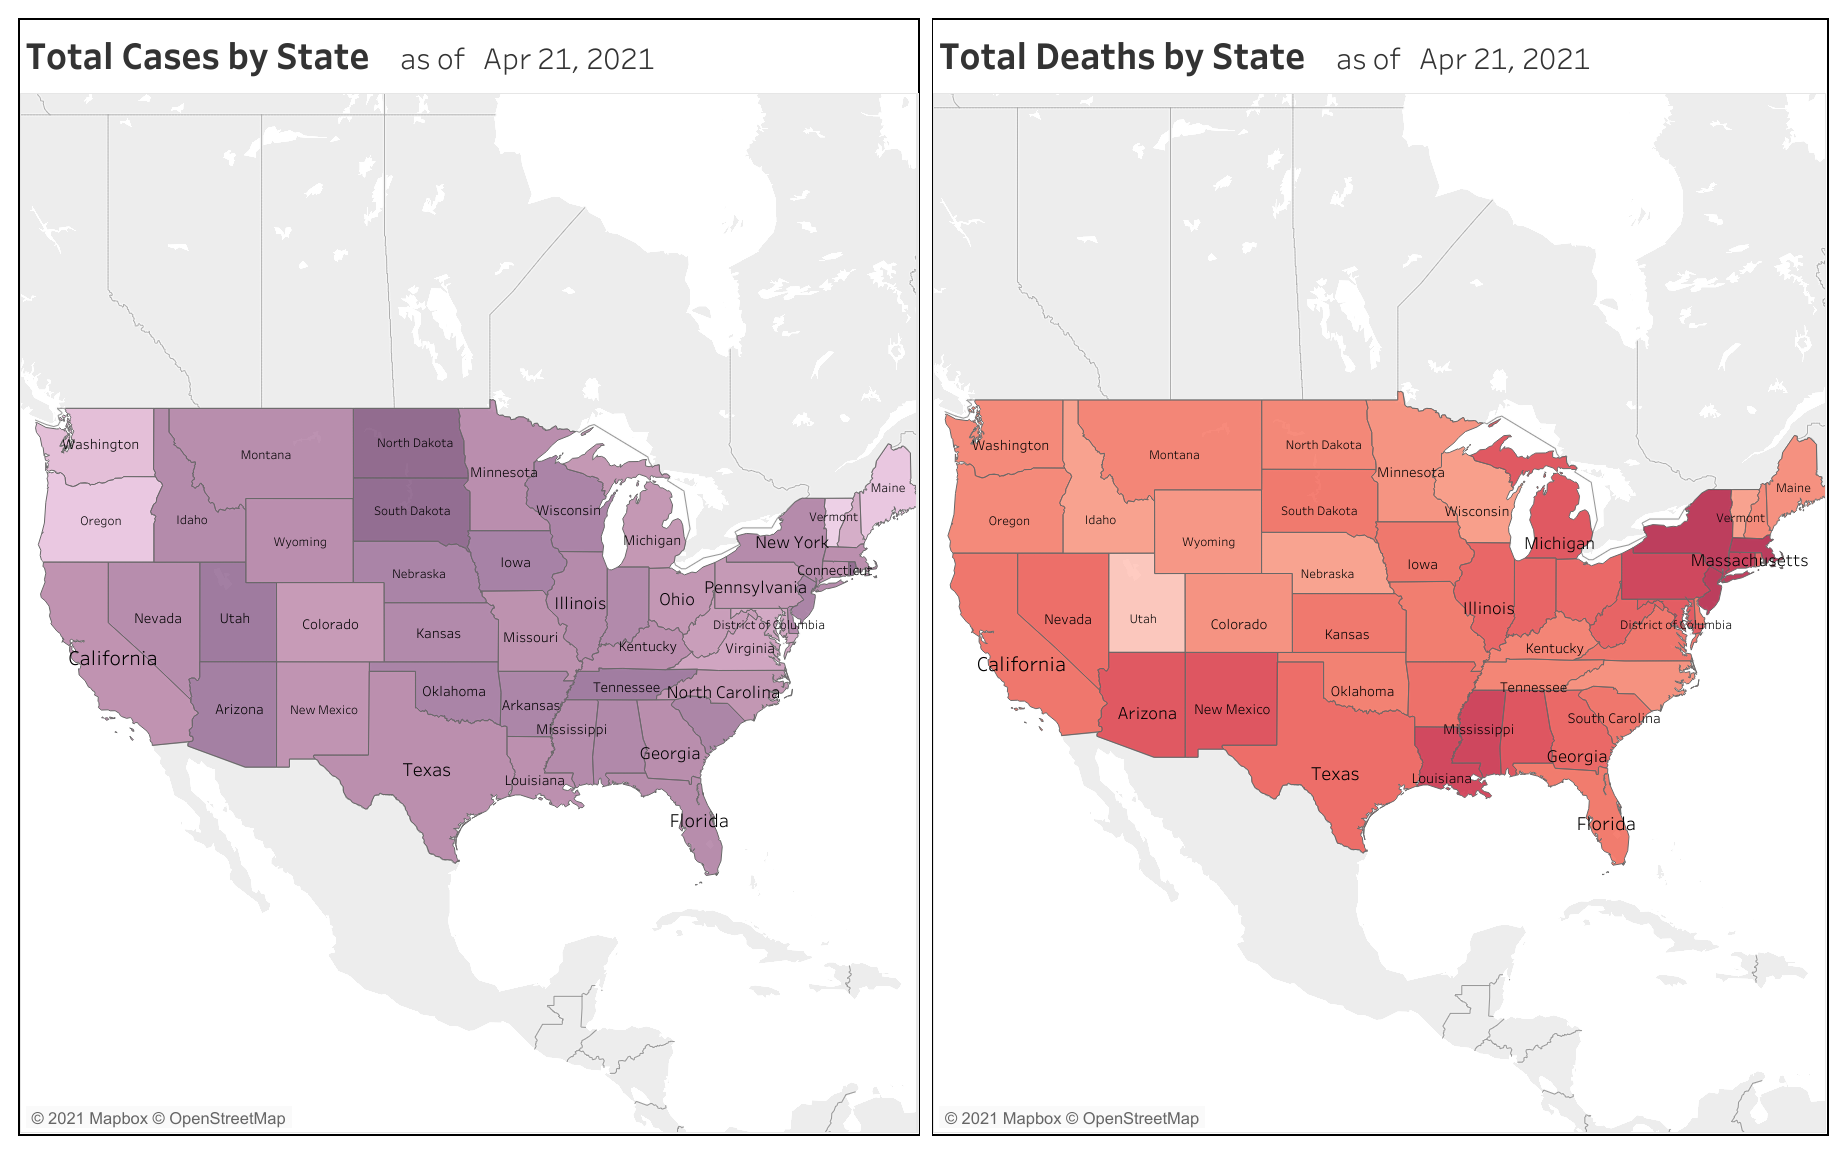 Total Cases by State as of Apr 21, 2021
Washington
Montana
North Dakota
Minnesota
Maine
Oregon
Idaho
South Dakota
Wisconsin
Vermont
Wyoming
Michigan
New York
Iowa
Connecticut
Nebraska
Pennsylvania
Nevada
Utah
Colorado
Illinois
Ohio
District of Columbia
Kansas
Missouri
California
Kentucky
Virginia
Arizona
New Mexico
Oklahoma
Arkansas
Tennessee
North Carolina
Mississippi
Georgia
Texas
Louisiana
Florida
© 2021 Mapbox © OpenStreetMap
Total Deaths by State as of Apr 21, 2021
Washington
Montana
North Dakota
Minnesota
Maine
Oregon
Idaho
South Dakota
Wisconsin
Vermont
Wyoming
Michigan
Iowa
Massachusetts
Nebraska
Nevada
Utah
Colorado
Illinois
District of Columbia
Kansas
California
Kentucky
Arizona
New Mexico
Oklahoma
Tennessee
South Carolina
Mississippi
Georgia
Texas
Louisiana
Florida
© 2021 Mapbox © OpenStreetMap